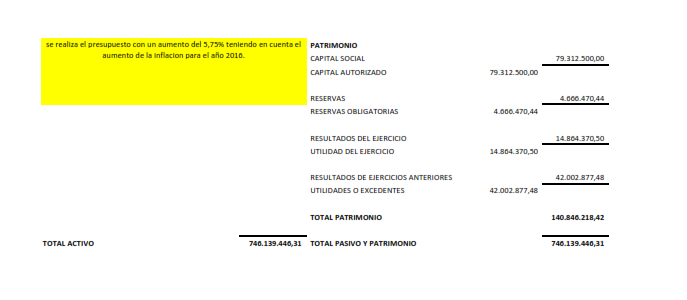 se realiza el presupuesto con un aumento del 5,75% teniendo en cuenta el
aumento de la inflacion para el año 2016.
PATRIMONIO
CAPITAL SOCIAL 79.312.500,00
CAPITAL AUTORIZADO 79.312.500,00
RESERVAS 4.666.470,44
RESERVAS OBLIGATORIAS 4.666.470,44
RESULTADOS DEL EJERCICIO 14.864.370,50
UTILIDAD DEL EJERCICIO 14.864.370,50
RESULTADOS DE EJERCICIOS ANTERIORES 42.002.877,48
UTILIDADES O EXCEDENTES 42.002.877,48
TOTAL PATRIMONIO 140.846.218,42
TOTAL ACTIVO 746.139.446,31 TOTAL PASIVO Y PATRIMONIO 746.139.446,31